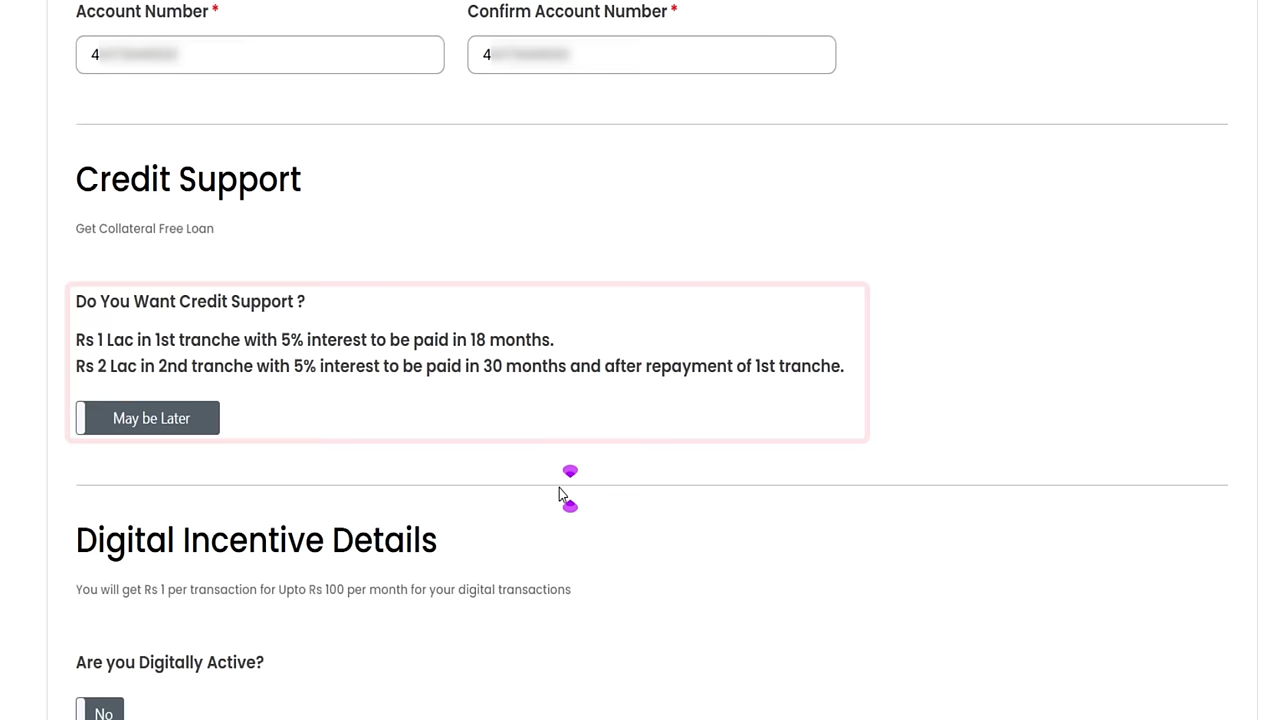 Account Number *
Confirm Account Number *
4
4
Credit Support
Get Collateral Free Loan
Do You Want Credit Support ?
Rs 1 Lac in 1st tranche with 5% interest to be paid in 18 months.
Rs 2 Lac in 2nd tranche with 5% interest to be paid in 30 months and after repayment of 1st tranche.
May be Later
Digital Incentive Details
You will get Rs 1 per transaction for Upto Rs 100 per month for your digital transactions
Are you Digitally Active?
No